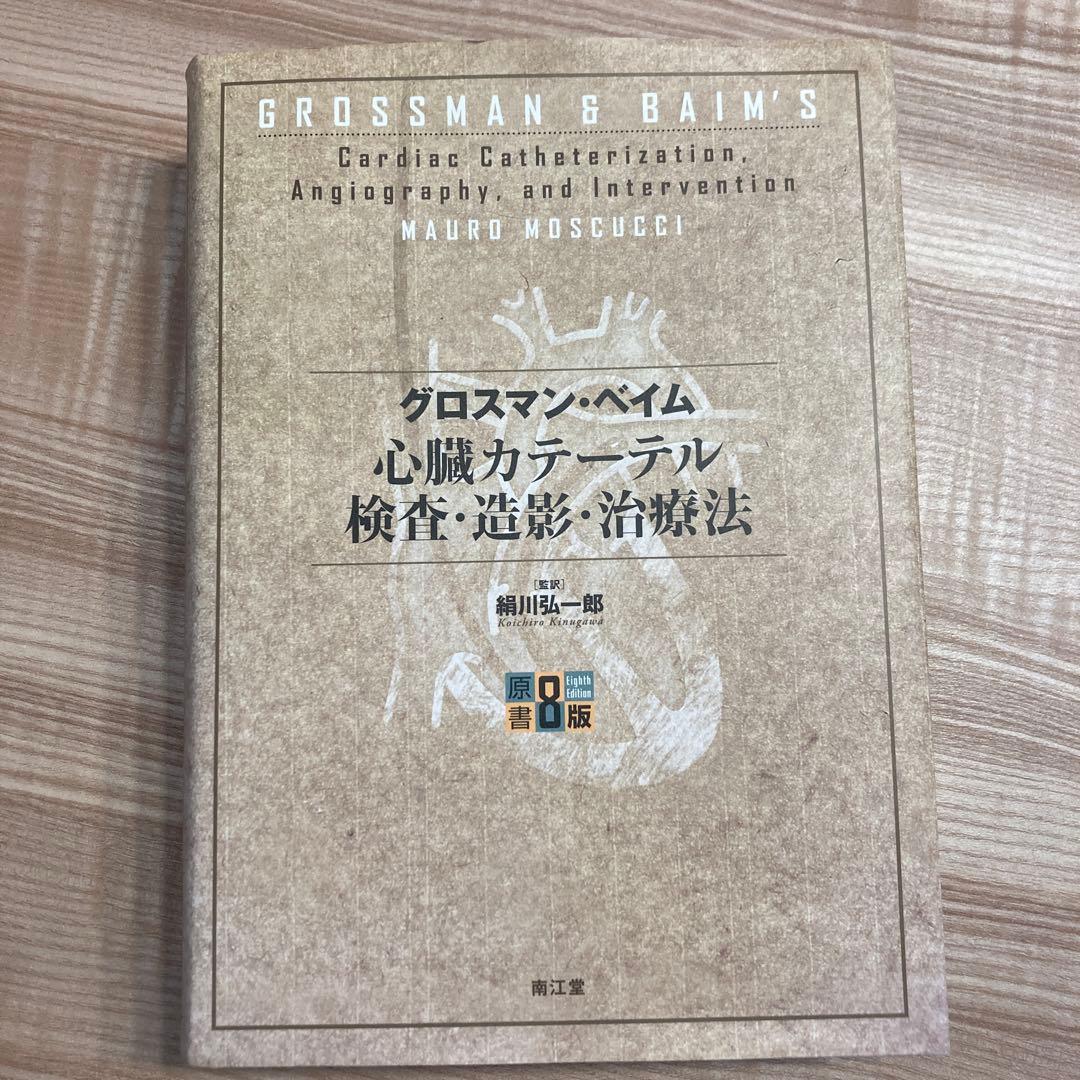 GROSSMAN & BAIM'S
Cardiac Catheterization,
Angiography, and Intervention
MAURO MOSCUCCI
グロスマン・ベイム
心臓カテーテル
検査・造影・治療法
[監訳]
絹川弘一郎
Koichiro Kinugawa
原書8版
Eighth
Edition
南江堂